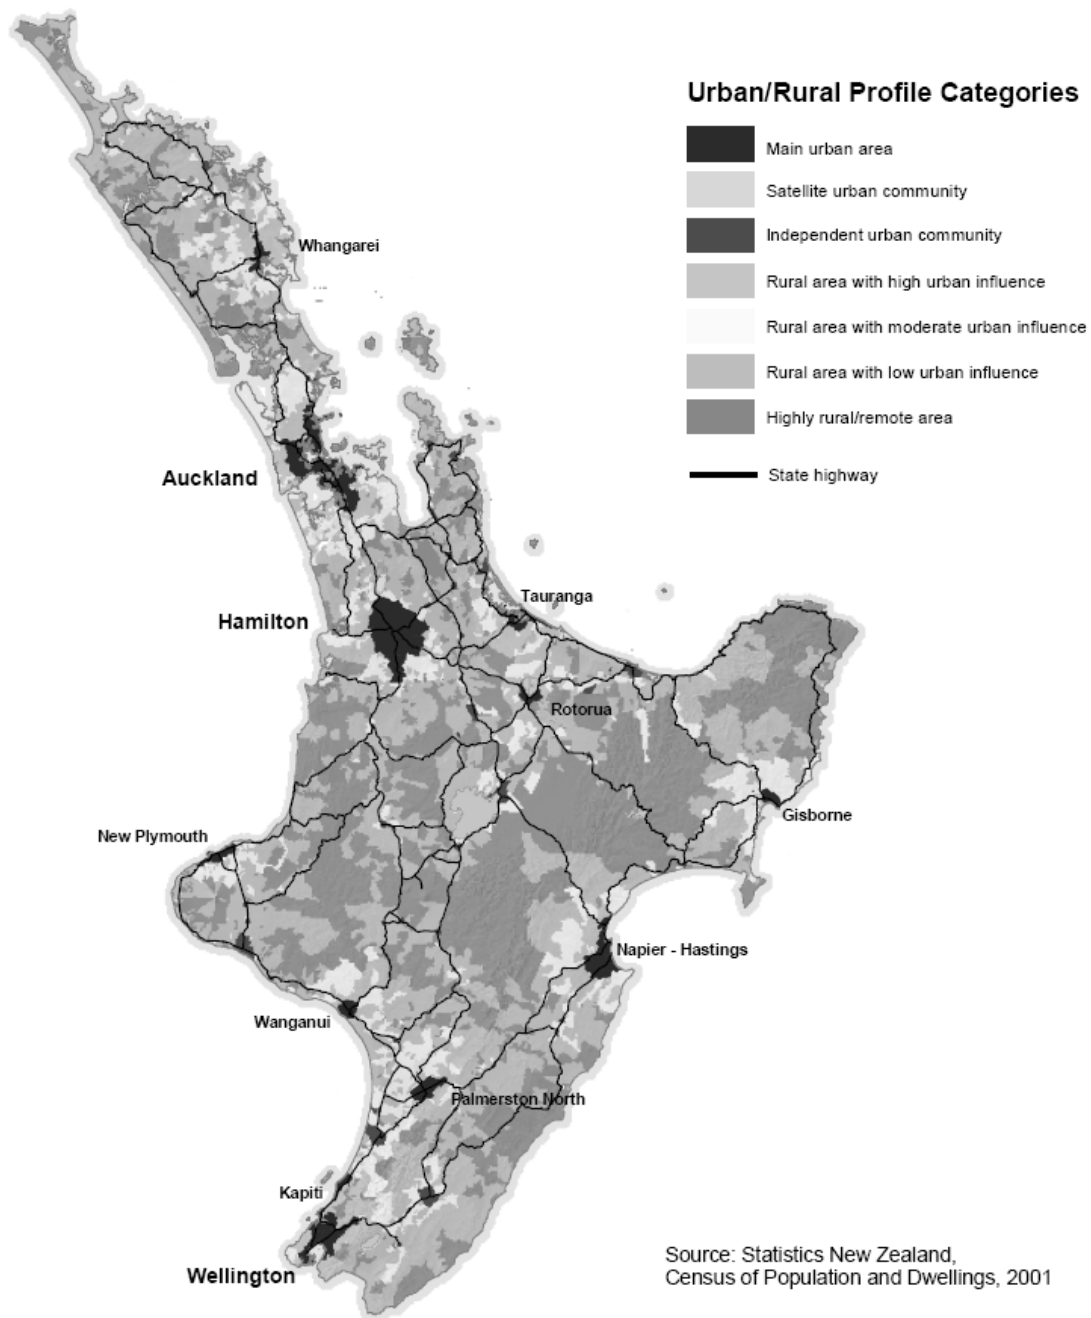 Urban/Rural Profile Categories
Main urban area
Satellite urban community
Independent urban community
Rural area with high urban influence
Rural area with moderate urban influence
Rural area with low urban influence
Highly rural/remote area
State highway
Whangarei
Auckland
Tauranga
Hamilton
Rotorua
Gisborne
New Plymouth
Napier - Hastings
Wanganui
Palmerston North
Kapiti
Wellington
Source: Statistics New Zealand,
Census of Population and Dwellings, 2001